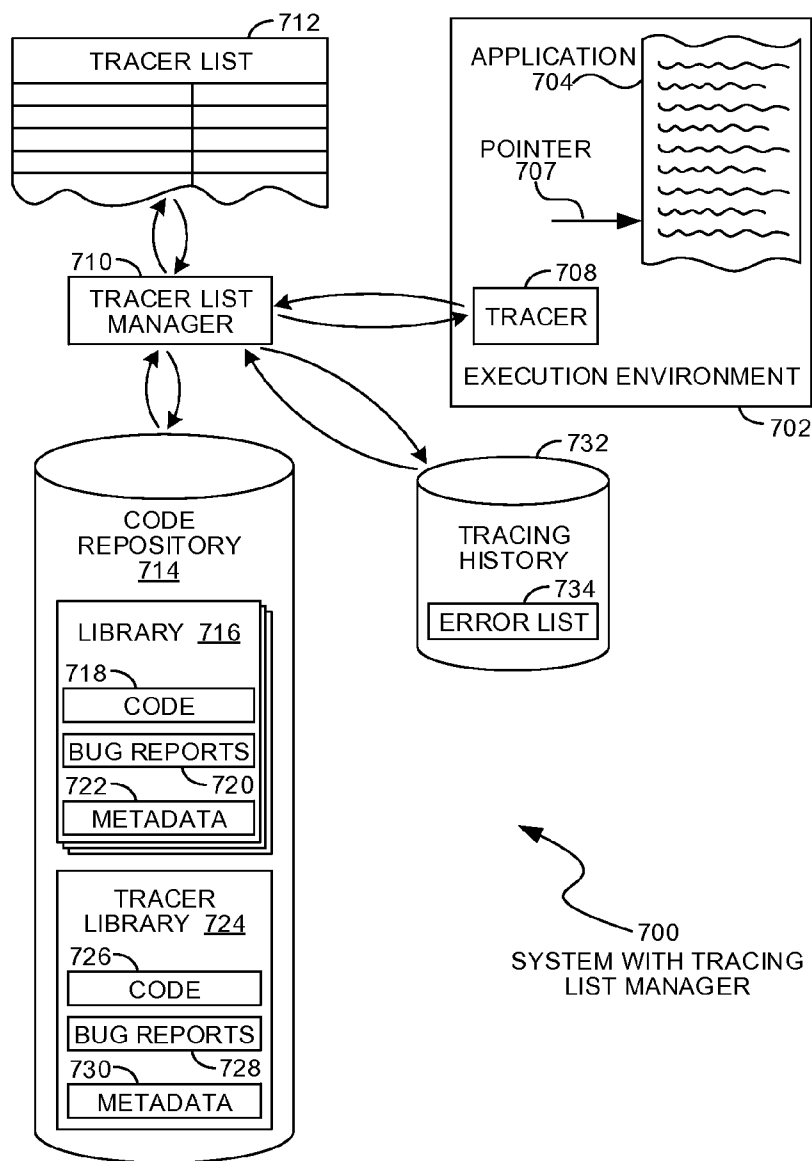 712
TRACER LIST
APPLICATION
704
POINTER
707
710
TRACER LIST
MANAGER
708
TRACER
EXECUTION ENVIRONMENT
702
732
TRACING
HISTORY
734
ERROR LIST
CODE
REPOSITORY
714
LIBRARY 716
718
CODE
BUG REPORTS
722 720
METADATA
TRACER
LIBRARY 724
726
CODE
BUG REPORTS
730 728
METADATA
700
SYSTEM WITH TRACING
LIST MANAGER